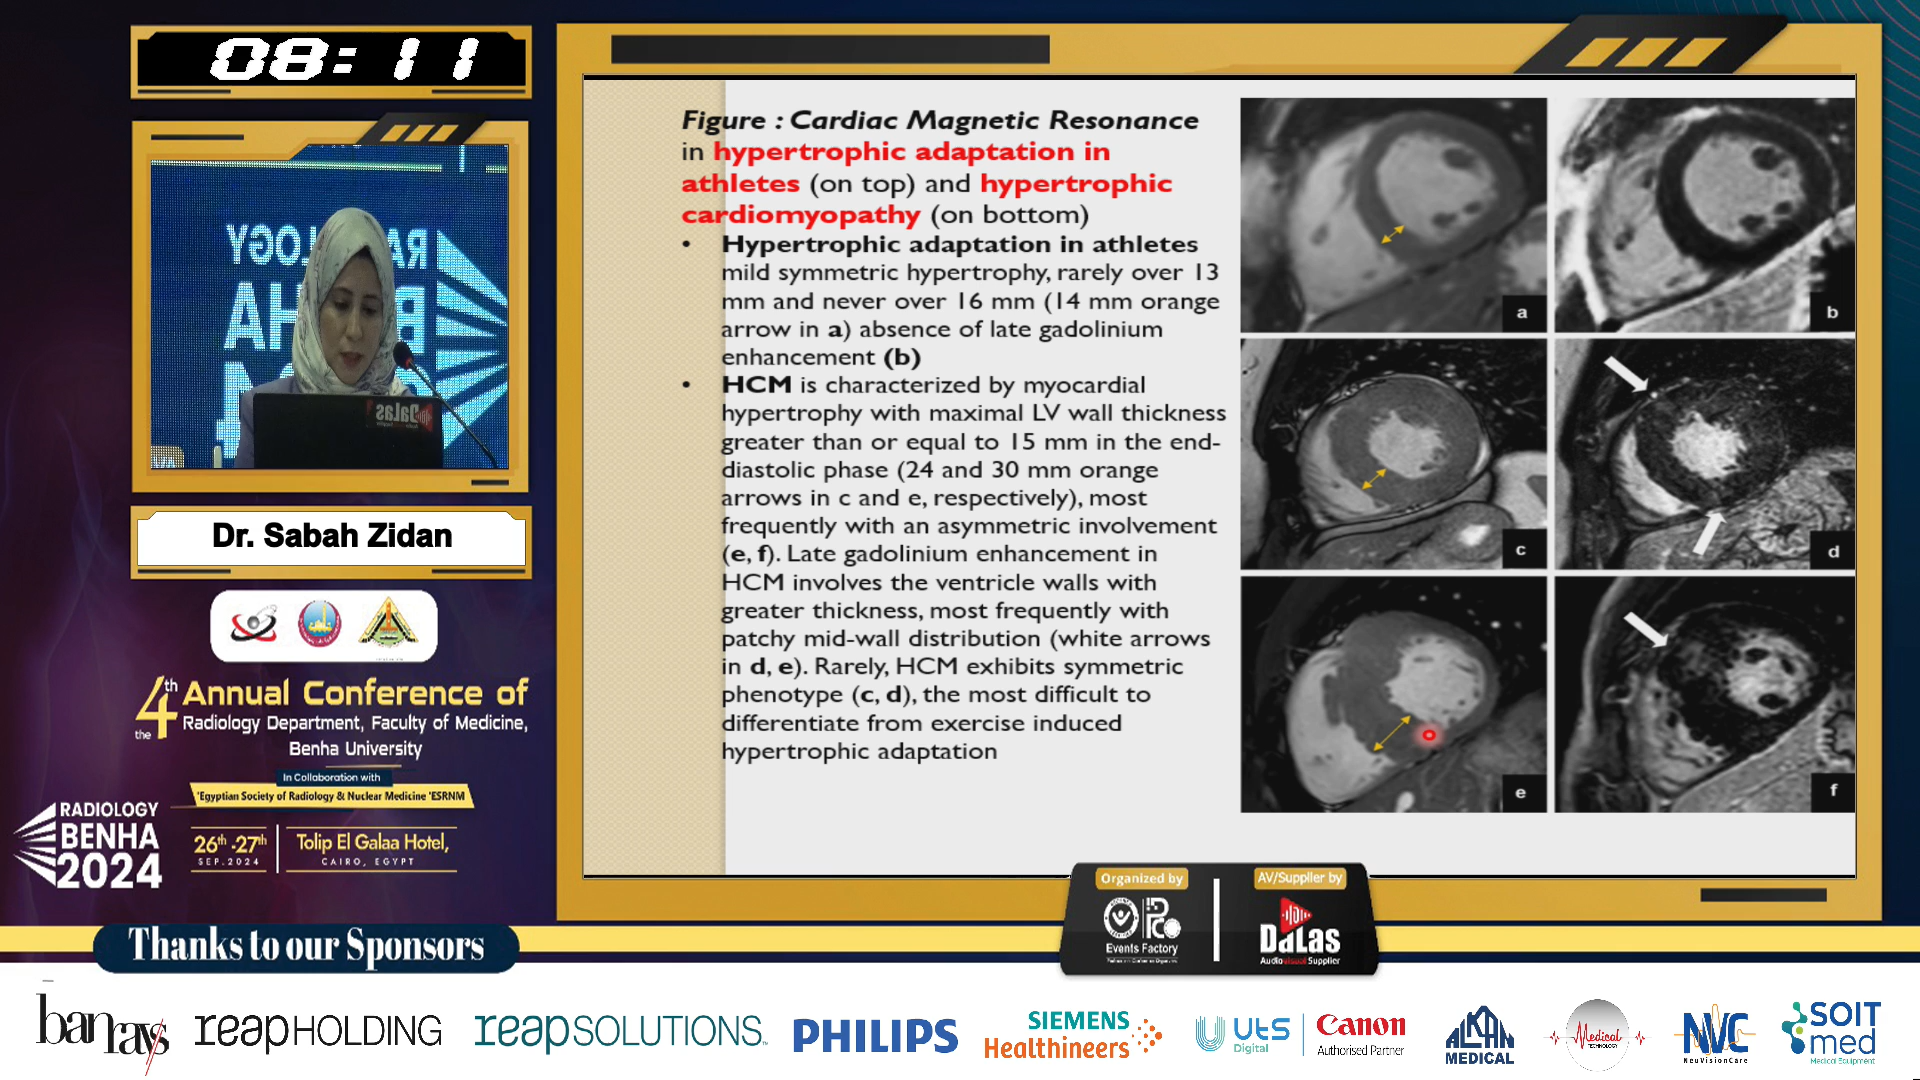 08:11
Figure : Cardiac Magnetic Resonance
in hypertrophic adaptation in
athletes (on top) and hypertrophic
cardiomyopathy (on bottom)
• Hypertrophic adaptation in athletes
mild symmetric hypertrophy, rarely over 13
mm and never over 16 mm (14 mm orange
arrow in a) absence of late gadolinium
enhancement (b)
• HCM is characterized by myocardial
hypertrophy with maximal LV wall thickness
greater than or equal to 15 mm in the end-
diastolic phase (24 and 30 mm orange
arrows in c and e, respectively), most
frequently with an asymmetric involvement
(e, f). Late gadolinium enhancement in
HCM involves the ventricle walls with
greater thickness, most frequently with
patchy mid-wall distribution (white arrows
in d, e). Rarely, HCM exhibits symmetric
phenotype (c, d), the most difficult to
differentiate from exercise induced
hypertrophic adaptation
a
b
c
d
e
f
DaLas
Dr. Sabah Zidan
the 4th Annual Conference of
Radiology Department, Faculty of Medicine,
Benha University
In Collaboration with
'Egyptian Society of Radiology & Nuclear Medicine 'ESRNM
RADIOLOGY
BENHA
2024
26th -27th
SEP.2024
Tolip El Galaa Hotel,
CAIRO, EGYPT
Organized by
Events Factory
AV/Supplier by
DaLas
Audiovisual Supplier
Thanks to our Sponsors
banrays
reapHOLDING
reapSOLUTIONS
PHILIPS
SIEMENS
Healthineers
UTS
Digital
Canon
Authorised Partner
ALKAN
MEDICAL
Medical
TECHNOLOGY
NVC
NeuVisionCare
SOIT
med
Medical Equipment